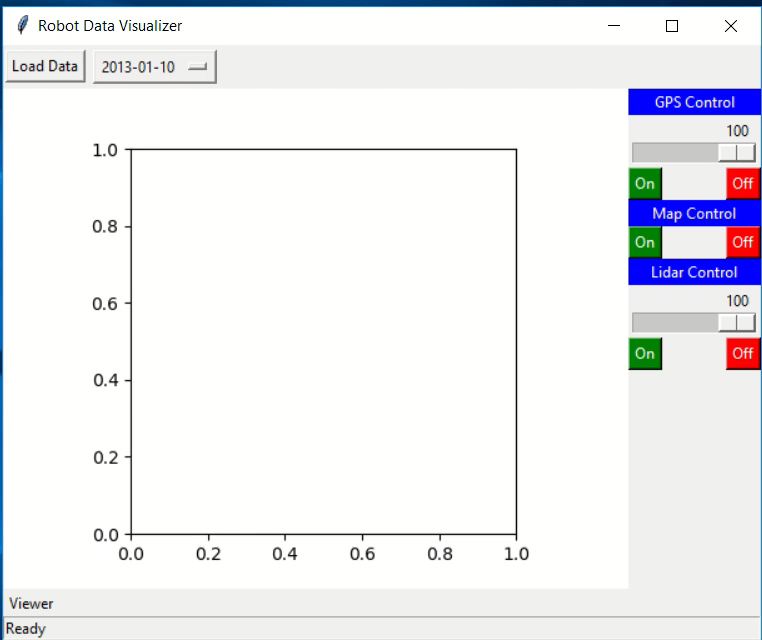 Robot Data Visualizer
Load Data 2013-01-10
GPS Control
100
On Off
Map Control
On Off
Lidar Control
100
On Off
1.0
0.8
0.6
0.4
0.2
0.0
0.0 0.2 0.4 0.6 0.8 1.0
Viewer
Ready